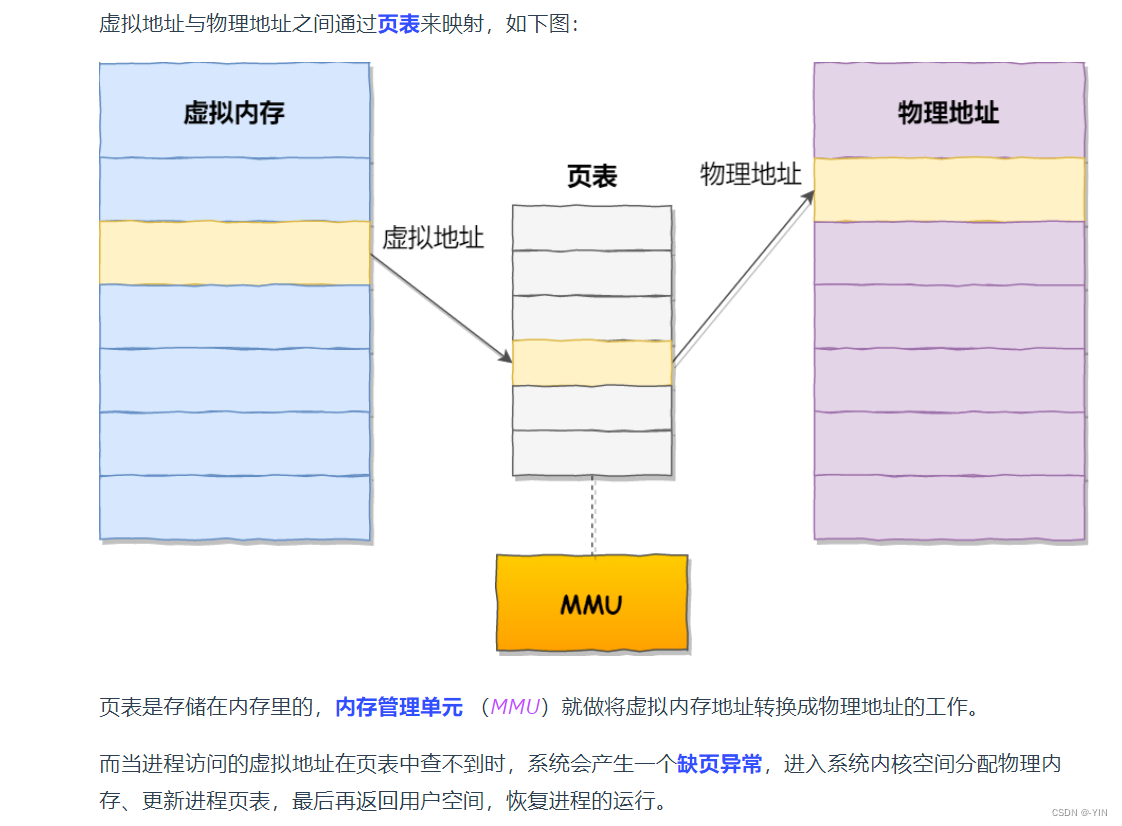 虚拟地址与物理地址之间通过页表来映射，如下图：
虚拟内存
物理地址
页表
物理地址
虚拟地址
MMU
页表是存储在内存里的，内存管理单元 （MMU）就做将虚拟内存地址转换成物理地址的工作。
而当进程访问的虚拟地址在页表中查不到时，系统会产生一个缺页异常，进入系统内核空间分配物理内
存、更新进程页表，最后再返回用户空间，恢复进程的运行。
CSDN @-YIN